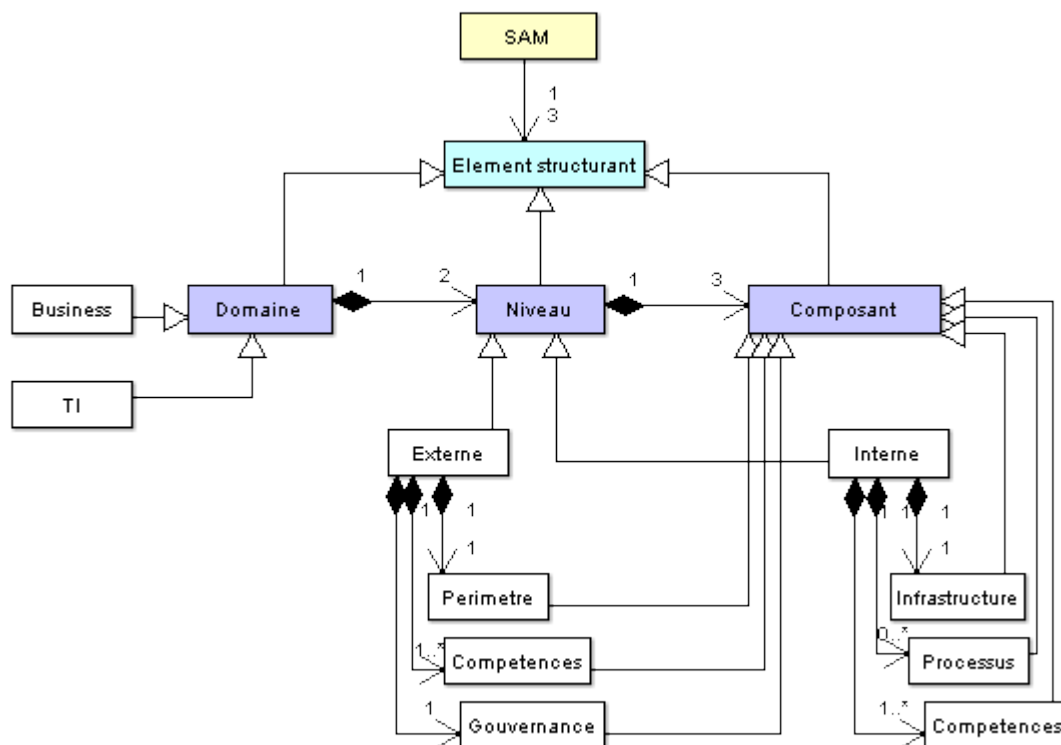 SAM
1
3
Element structurant
1
2
1
3
Business
Domaine
Niveau
Composant
TI
Externe
Interne
1
1
1
1
1
1
1
Perimetre
Infrastructure
1..*
Competences
0..*
Processus
1
Gouvernance
1..*
Competences